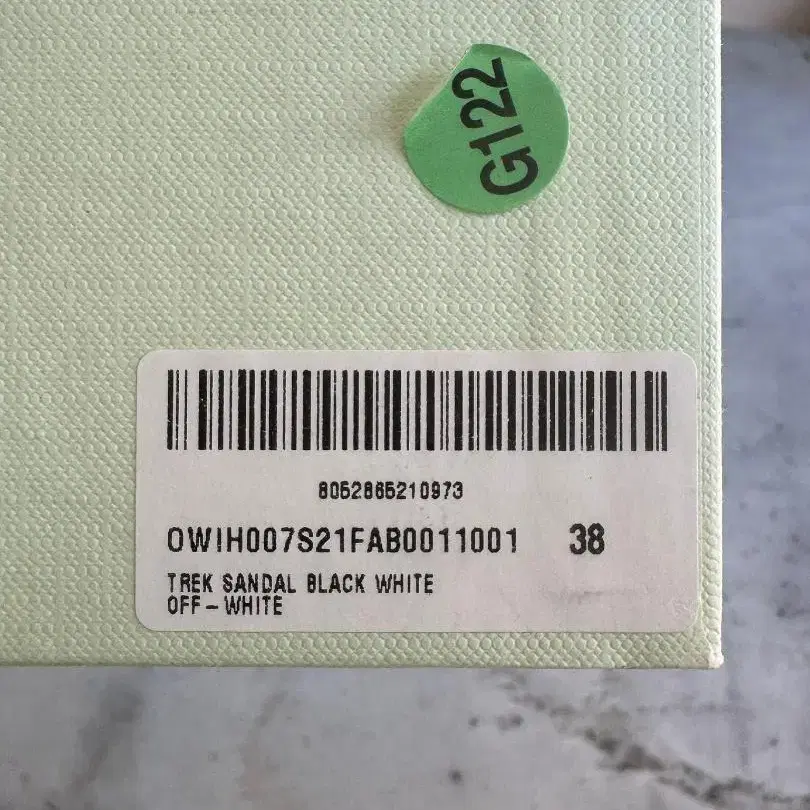 G122
8052865210973
OWIH007S21FAB0011001 38
TREK SANDAL BLACK WHITE
OFF-WHITE